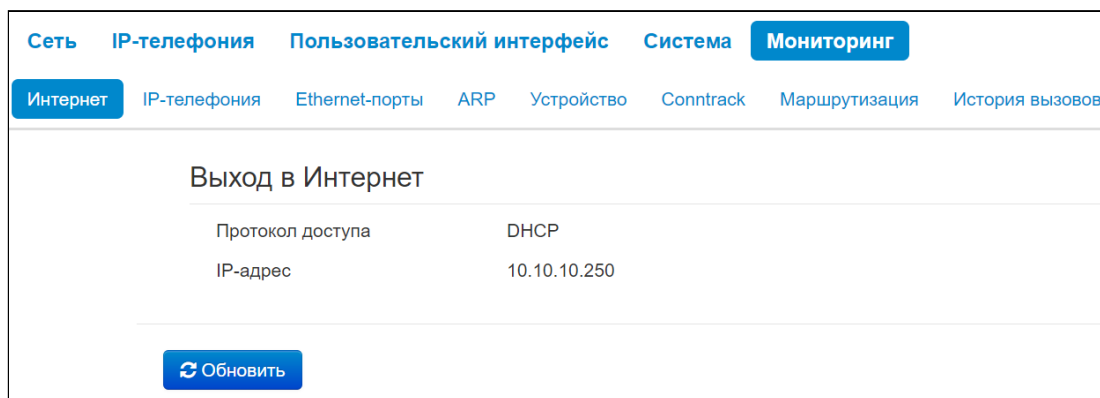 Сеть IP-телефония Пользовательский интерфейс Система Мониторинг
Интернет IP-телефония Ethernet-порты ARP Устройство Conntrack Маршрутизация История вызовов
Выход в Интернет
Протокол доступа DHCP
IP-адрес 10.10.10.250
Обновить